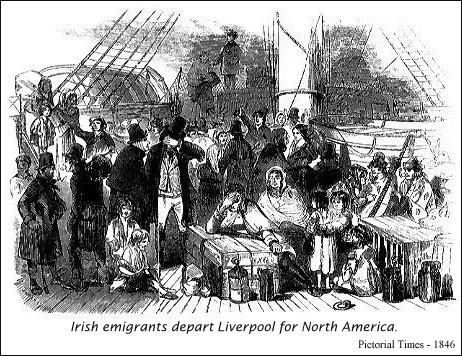 Irish emigrants depart Liverpool for North America.
Pictorial Times - 1846